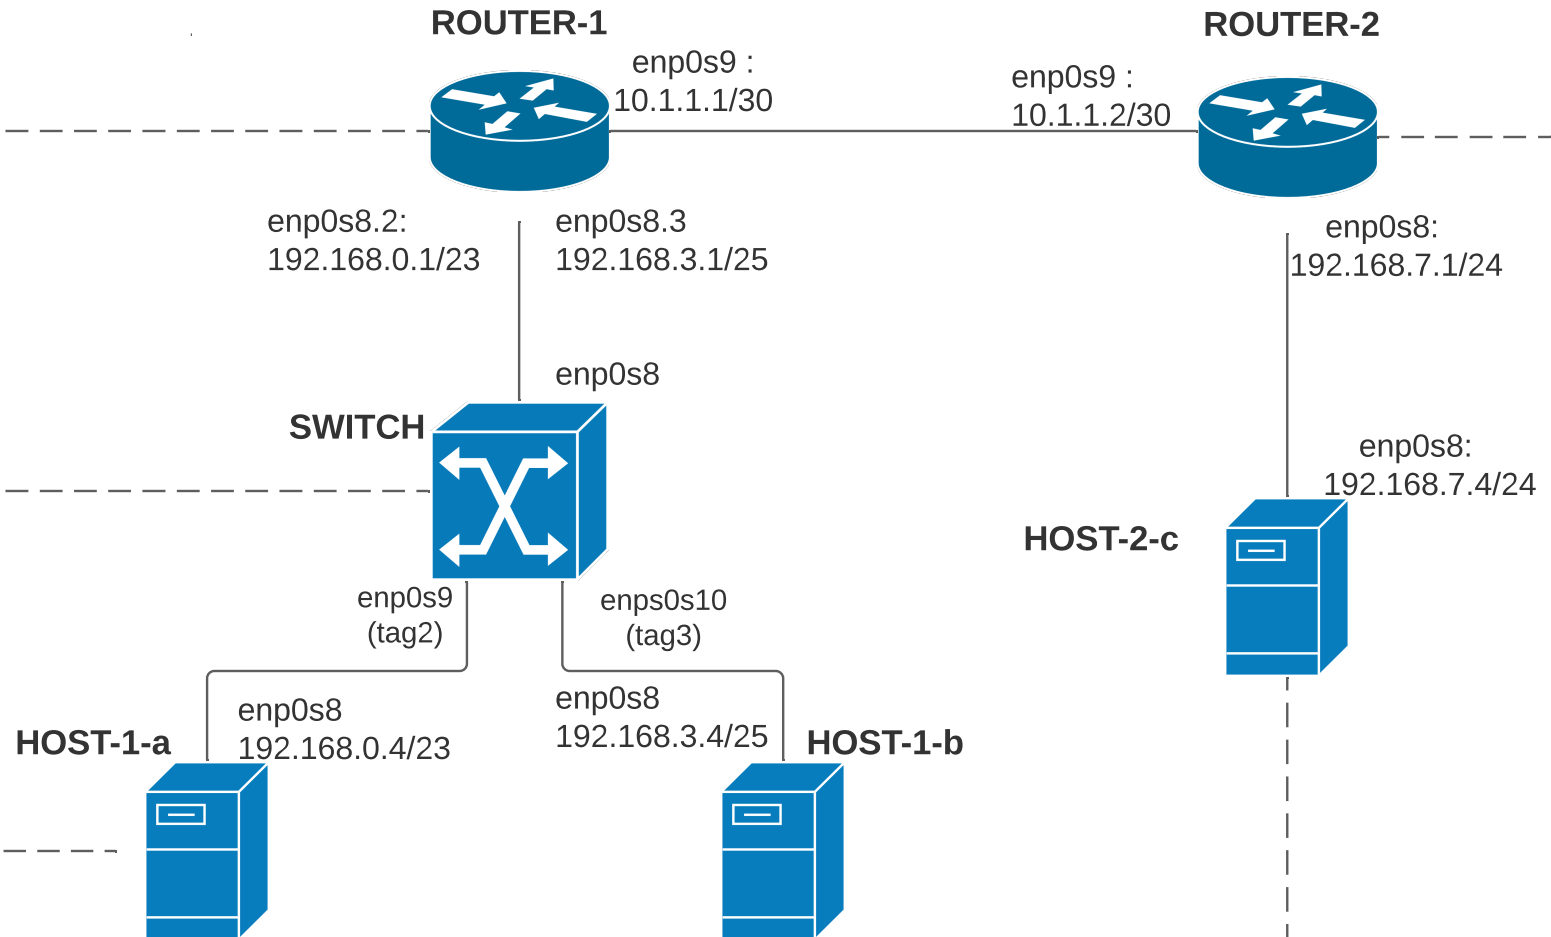 ROUTER-1
ROUTER-2
enp0s9 :
10.1.1.1/30
enp0s9 :
10.1.1.2/30
enp0s8.2:
192.168.0.1/23
enp0s8.3
192.168.3.1/25
enp0s8:
192.168.7.1/24
enp0s8
SWITCH
enp0s8:
192.168.7.4/24
HOST-2-c
enp0s9
(tag2)
enps0s10
(tag3)
enp0s8
192.168.0.4/23
enp0s8
192.168.3.4/25
HOST-1-a
HOST-1-b